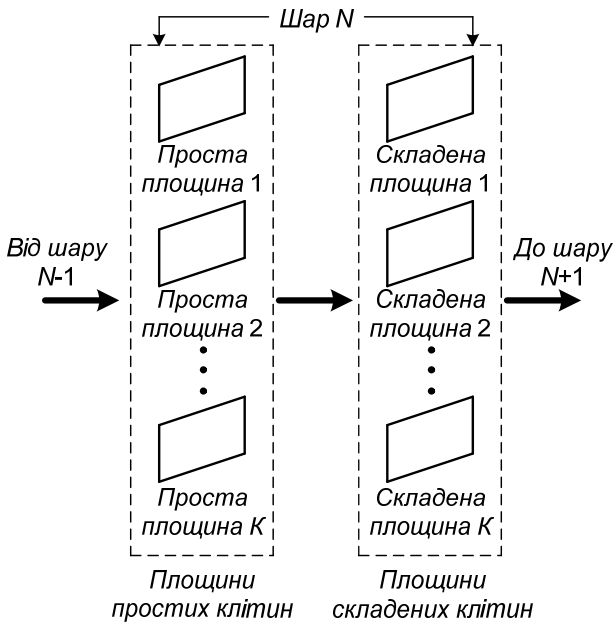 Шар N
Проста
площина 1
Складена
площина 1
Від шару
N-1
До шару
N+1
Проста
площина 2
Складена
площина 2
Проста
площина К
Складена
площина К
Площини
простих клітин
Площини
складених клітин